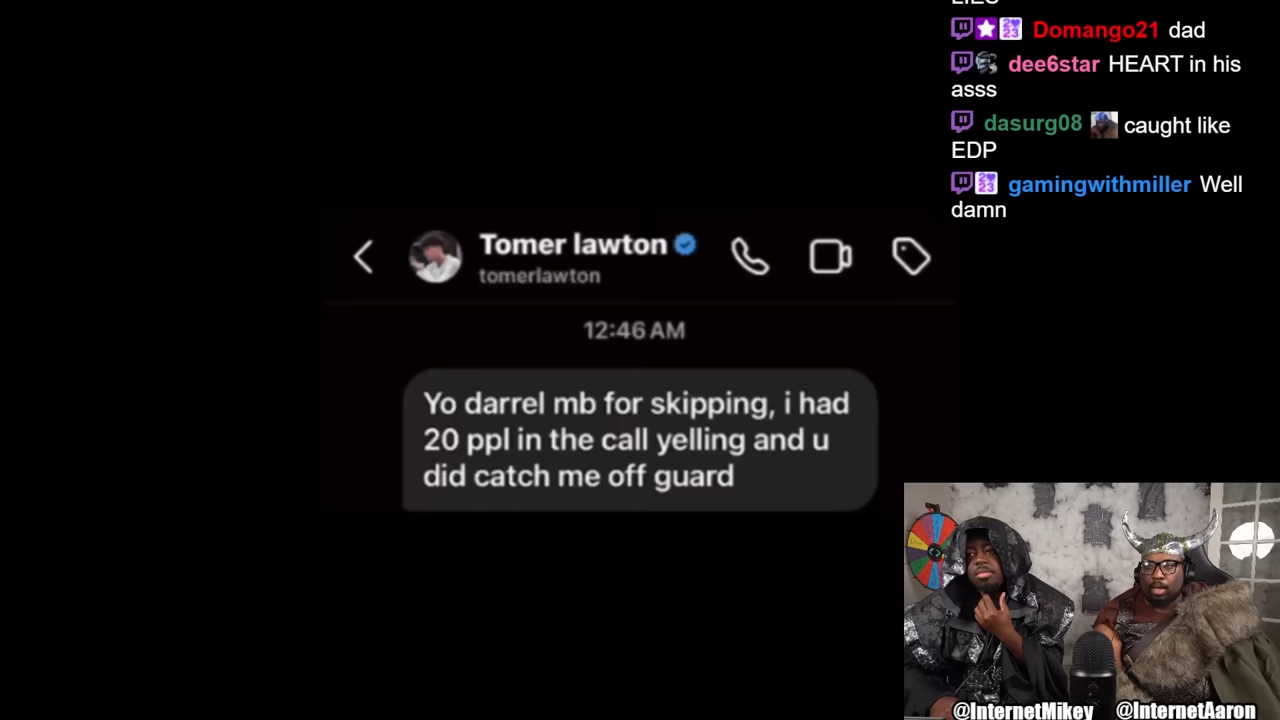 Domango21 dad
dee6star HEART in his
asss
dasurg08 caught like
EDP
gamingwithmiller Well
damn
Tomer lawton
tomerlawton
12:46 AM
Yo darrel mb for skipping, i had
20 ppl in the call yelling and u
did catch me off guard
@InternetMikey @InternetAaron